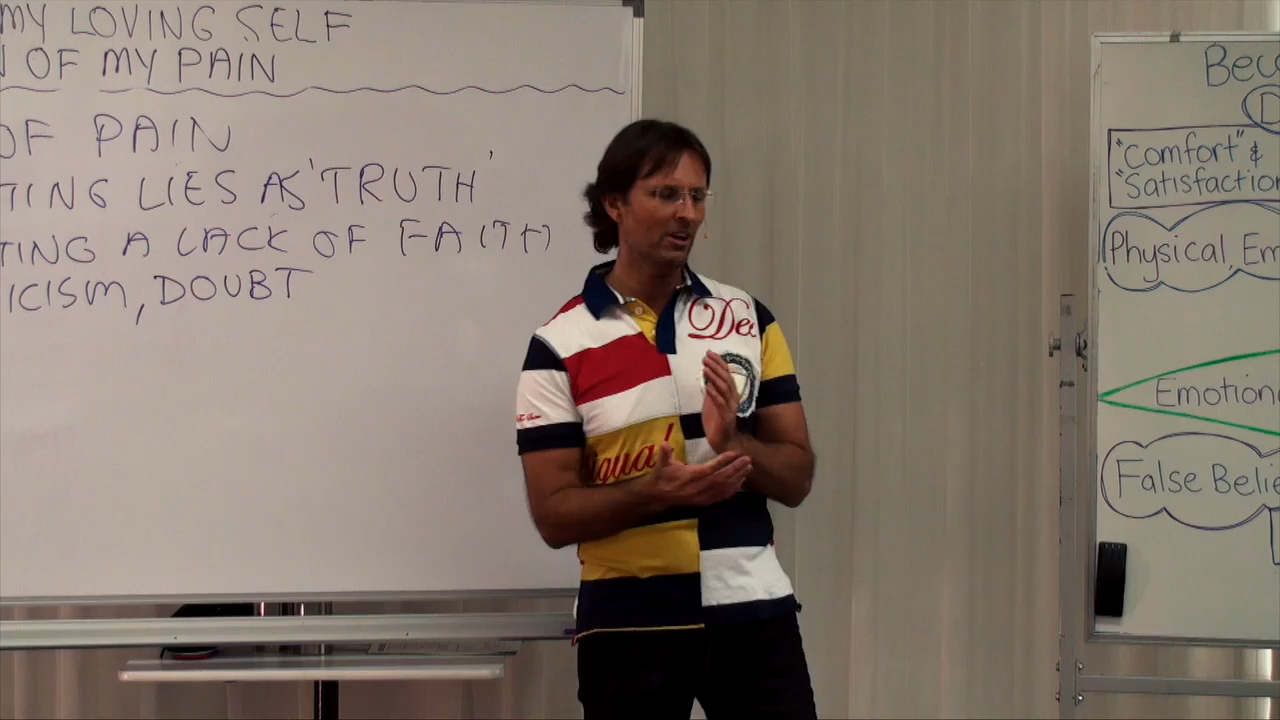 MY LOVING SELF
OF MY PAIN
OF PAIN
TING LIES AS 'TRUTH'
TING A LACK OF FAITH
ICISM, DOUBT
Bec
D
"Comfort" &
"Satisfaction
Physical, Em
Emotion
False Belie
Dec
iqua!